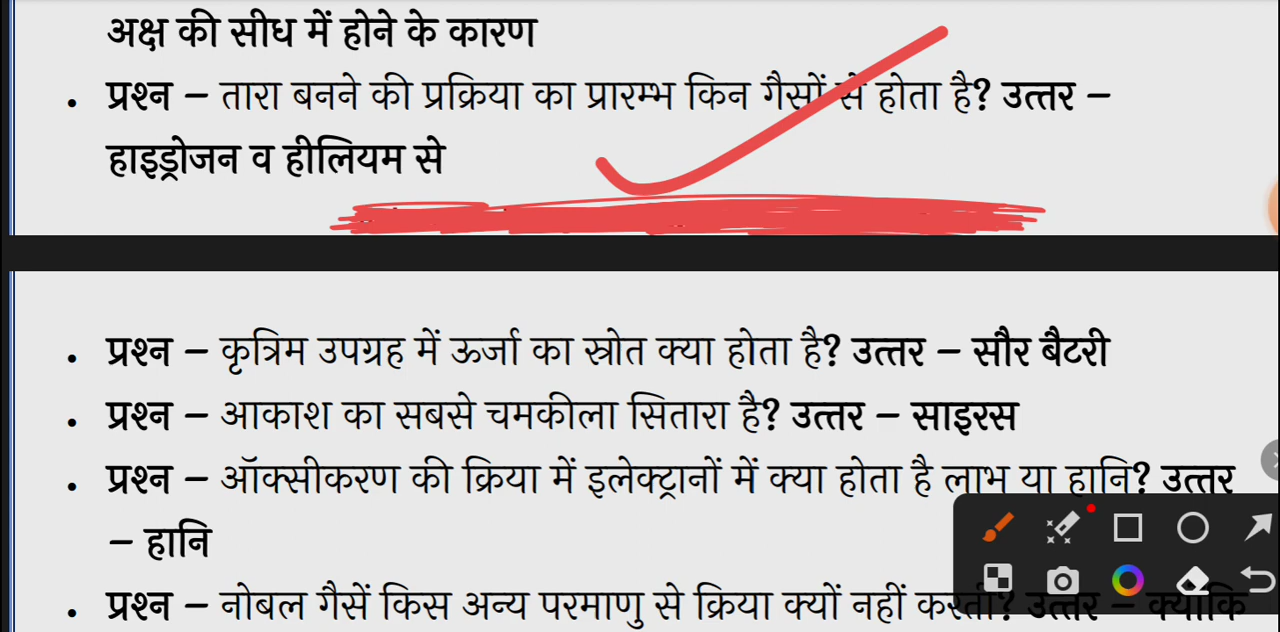 अक्ष की सीध में होने के कारण
• प्रश्न – तारा बनने की प्रक्रिया का प्रारम्भ किन गैसों से होता है? उत्तर –
हाइड्रोजन व हीलियम से
• प्रश्न – कृत्रिम उपग्रह में ऊर्जा का स्रोत क्या होता है? उत्तर – सौर बैटरी
• प्रश्न – आकाश का सबसे चमकीला सितारा है? उत्तर – साइरस
• प्रश्न – ऑक्सीकरण की क्रिया में इलेक्ट्रानों में क्या होता है लाभ या हानि? उत्तर
– हानि
• प्रश्न – नोबल गैसें किस अन्य परमाणु से क्रिया क्यों नहीं करती? उत्तर – क्योंकि